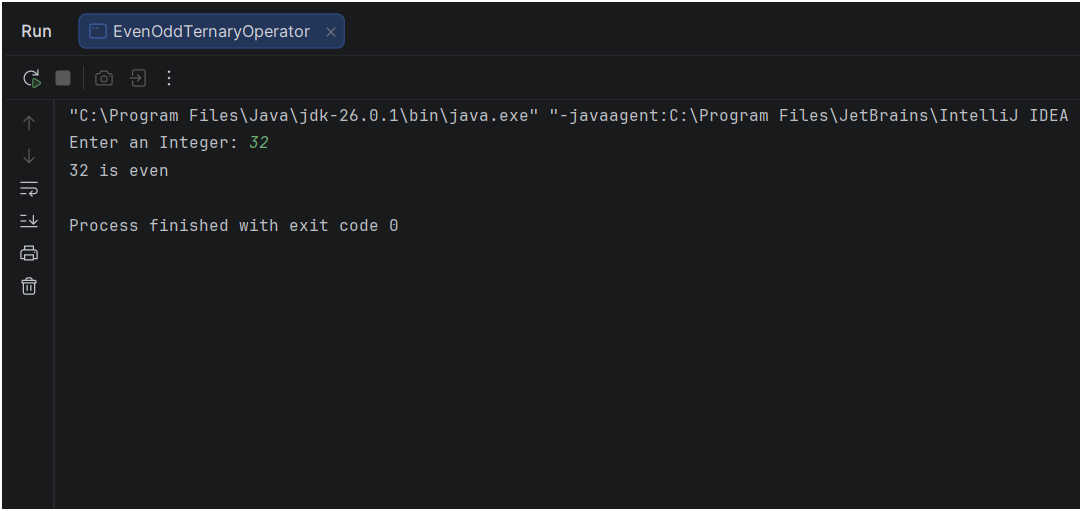 Run EvenOddTernaryOperator
"C:\Program Files\Java\jdk-26.0.1\bin\java.exe" "-javaagent:C:\Program Files\JetBrains\IntelliJ IDEA
Enter an Integer: 32
32 is even
Process finished with exit code 0